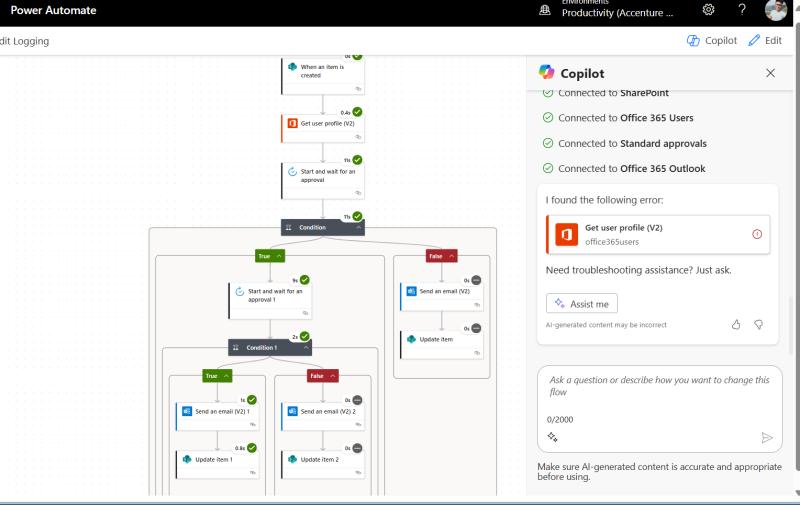 Power Automate
Environments
Productivity (Accenture ...
?
dit Logging
Copilot
Edit
0s
When an item is
created
0.4s
Get user profile (V2)
11s
Start and wait for an
approval
11s
Condition
True
False
9s
Start and wait for an
approval 1
0s
Send an email (V2)
2s
Condition 1
0s
Update item
True
False
1s
Send an email (V2) 1
0s
Send an email (V2) 2
0.8s
Update item 1
0s
Update item 2
Copilot
Connected to SharePoint
Connected to Office 365 Users
Connected to Standard approvals
Connected to Office 365 Outlook
I found the following error:
Get user profile (V2)
office365users
Need troubleshooting assistance? Just ask.
Assist me
AI-generated content may be incorrect
Ask a question or describe how you want to change this
flow
0/2000
Make sure AI-generated content is accurate and appropriate
before using.